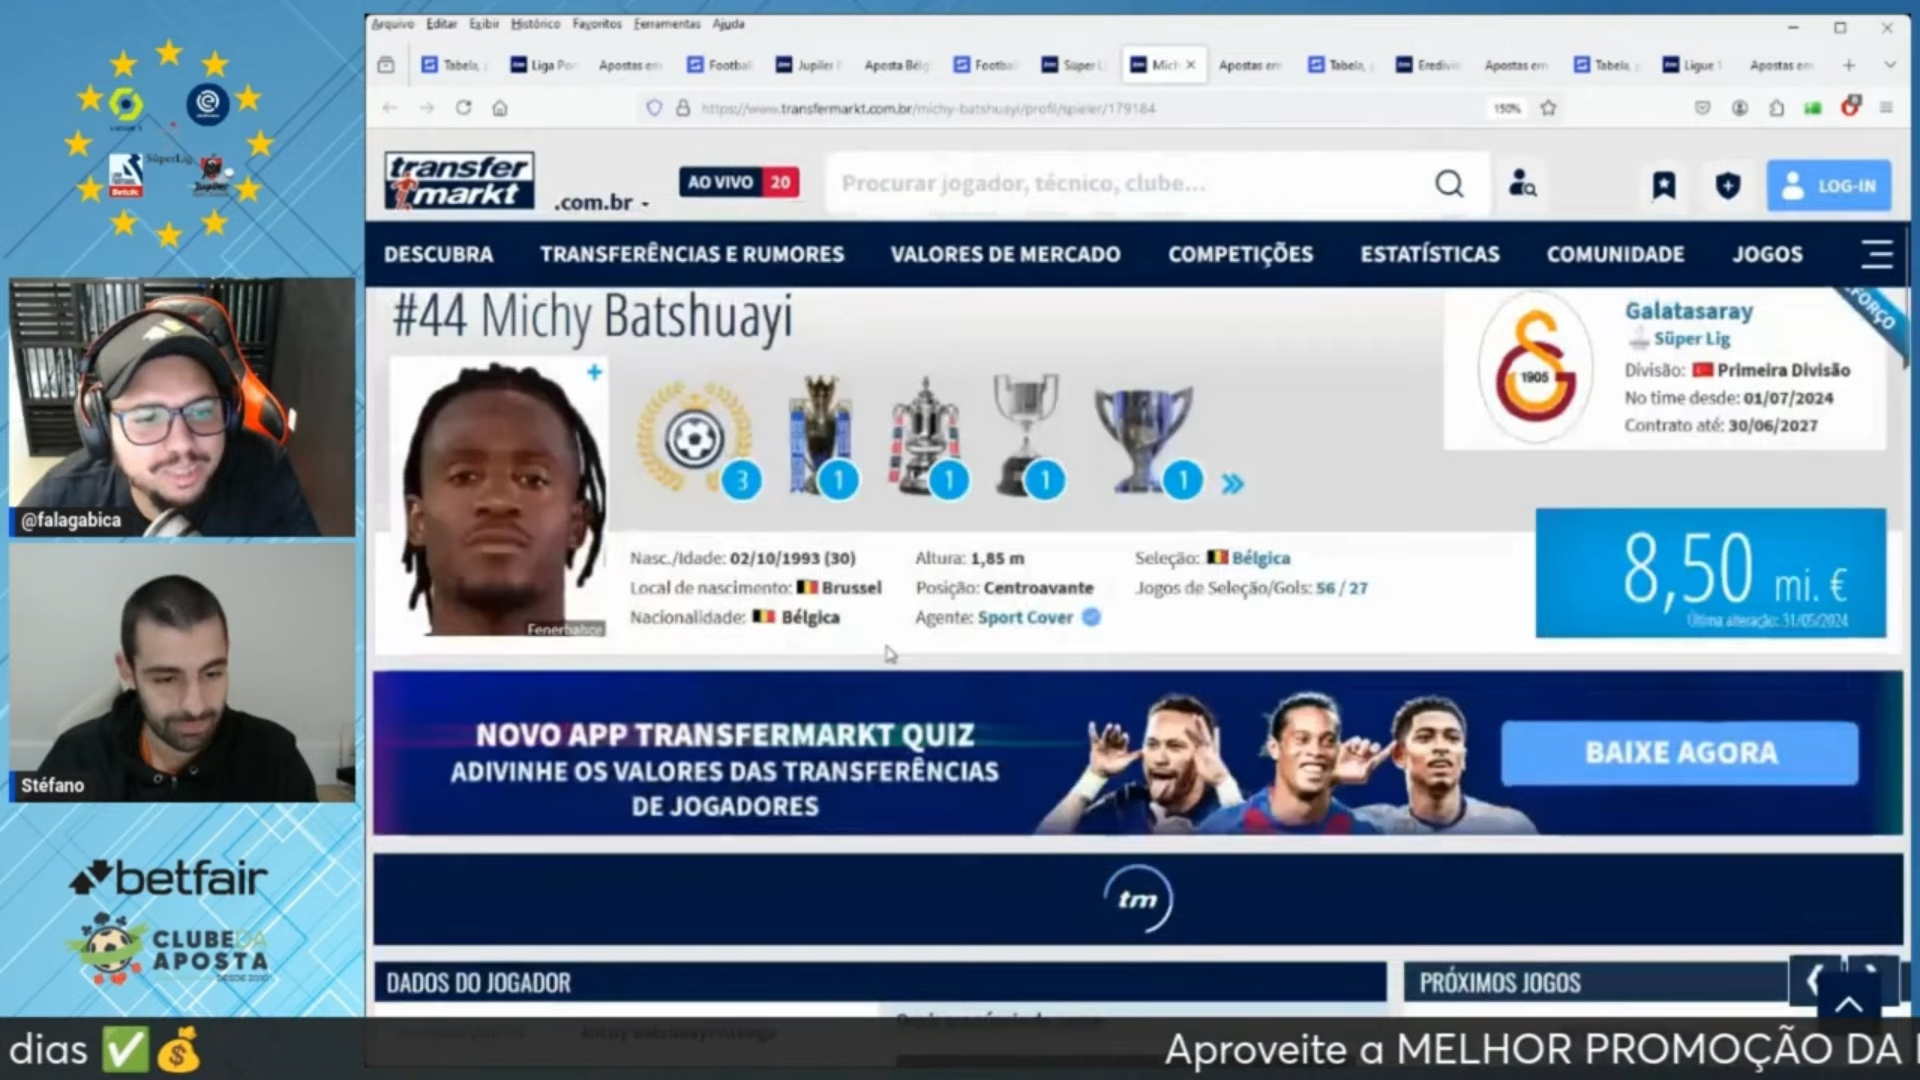 Arquivo Editar Exibir Histórico Favoritos Ferramentas Ajuda
Tabela, Liga Po Apostas em Footbal Jupiler Aposta Bélg Footbal Super L Mich Apostas em Tabela, Eredivis Apostas em Tabela, Ligue 1 Apostas em
https://www.transfermarkt.com.br/michy-batshuayi/profil/spieler/179184
150%
transfer
markt
.com.br
AO VIVO 20
Procurar jogador, técnico, clube...
LOG-IN
DESCUBRA TRANSFERÊNCIAS E RUMORES VALORES DE MERCADO COMPETIÇÕES ESTATÍSTICAS COMUNIDADE JOGOS
#44 Michy Batshuayi
3 1 1 1 1
Fenerbahce
Nasc./Idade: 02/10/1993 (30)
Local de nascimento: Brussel
Nacionalidade: Bélgica
Altura: 1,85 m
Posição: Centroavante
Agente: Sport Cover
Seleção: Bélgica
Jogos de Seleção/Gols: 56 / 27
1905
Galatasaray
Süper Lig
Divisão: Primeira Divisão
No time desde: 01/07/2024
Contrato até: 30/06/2027
8,50 mi. €
Última alteração: 31/05/2024
NOVO APP TRANSFERMARKT QUIZ
ADIVINHE OS VALORES DAS TRANSFERÊNCIAS
DE JOGADORES
BAIXE AGORA
tm
DADOS DO JOGADOR
PRÓXIMOS JOGOS
SüperLig
Betclic
@falagabica
Stéfano
betfair
CLUBE DA
APOSTA
DESDE 2010
dias ✅💰
Aproveite a MELHOR PROMOÇÃO DA